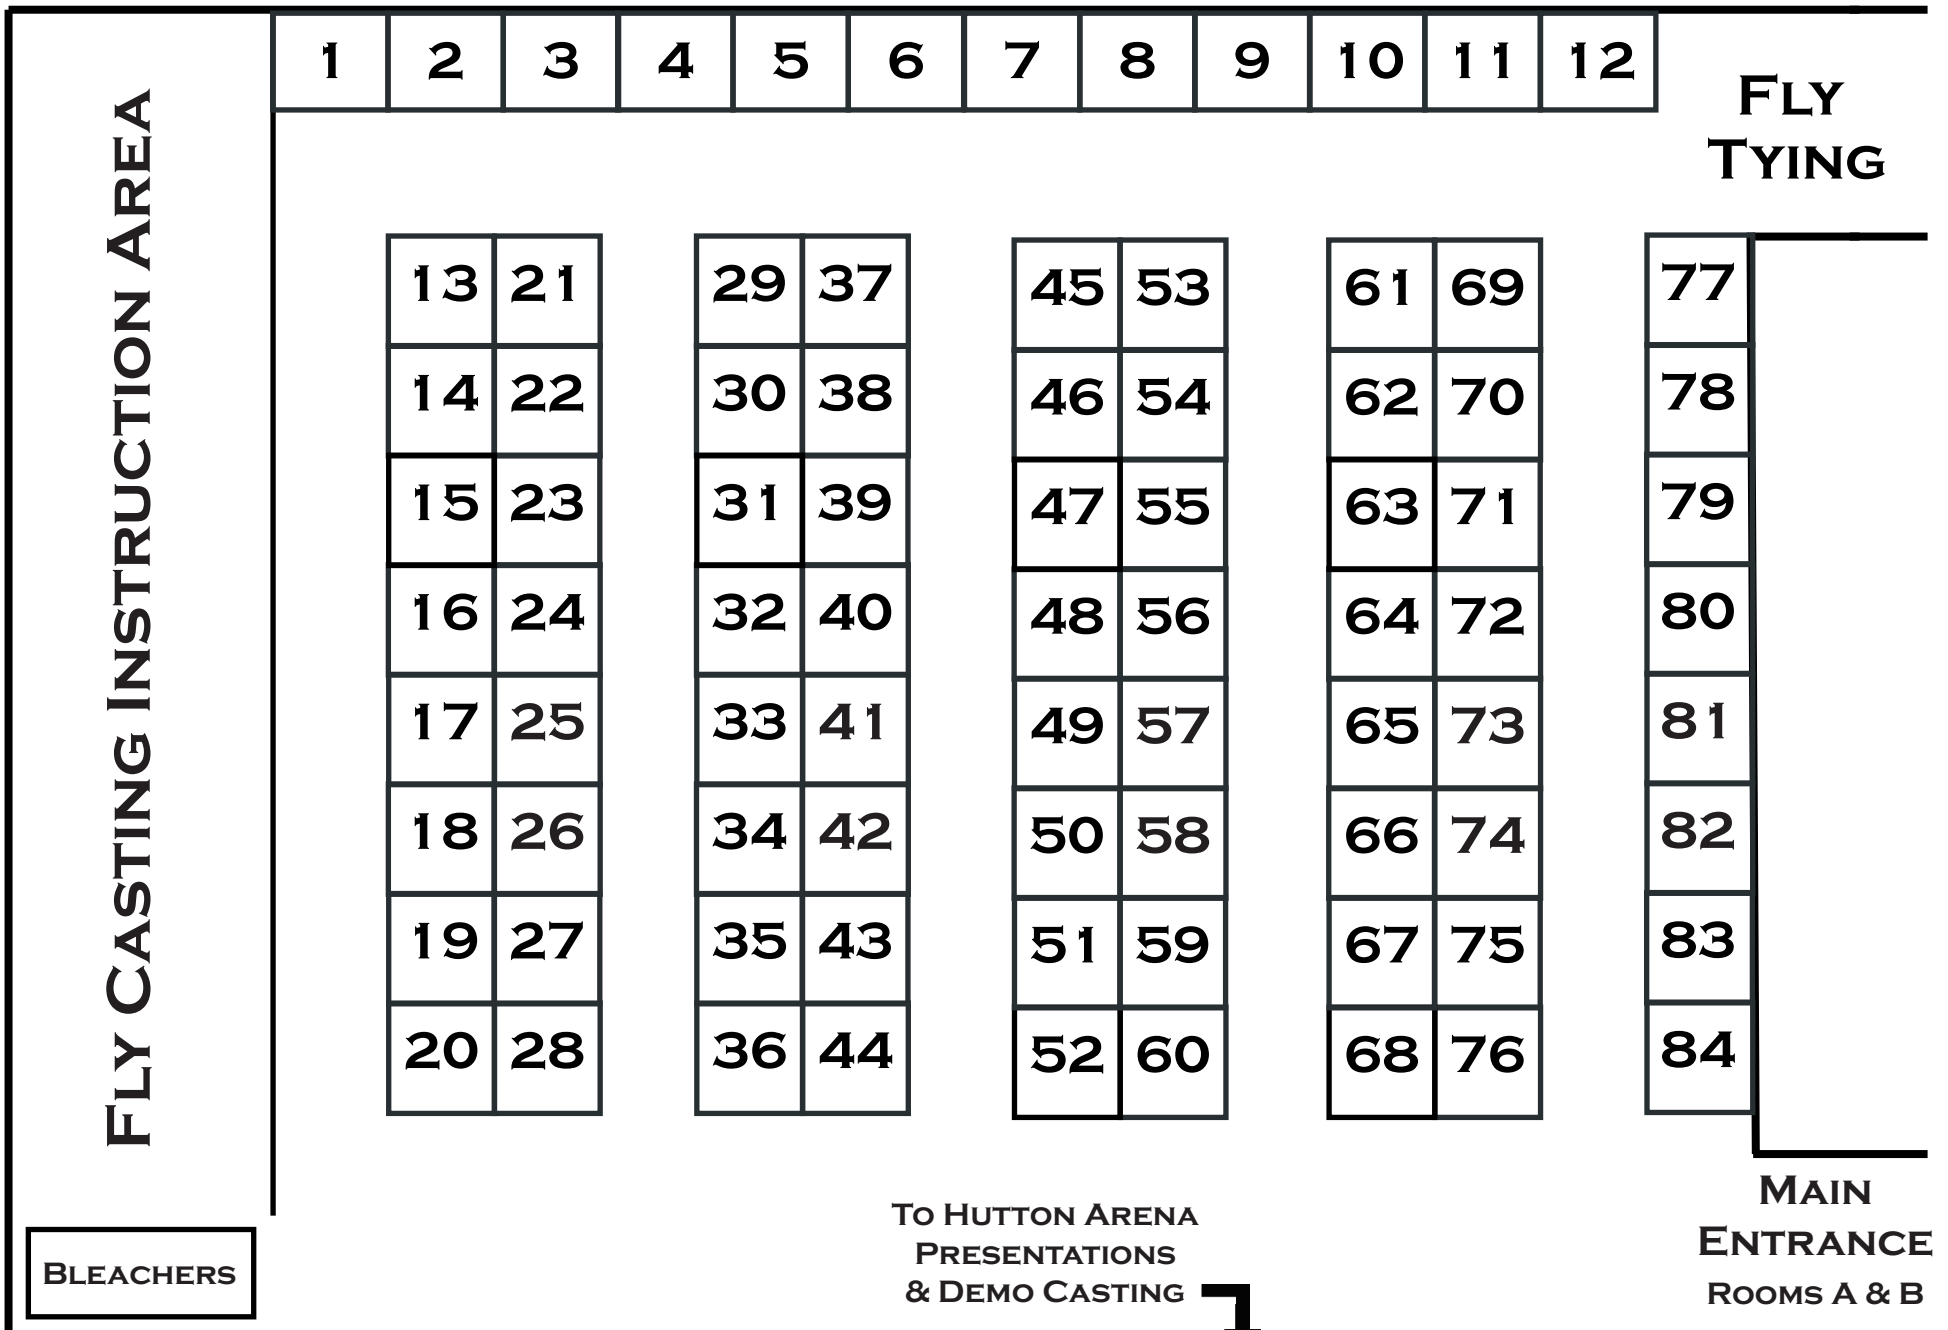 1 2 3 4 5 6 7 8 9 10 11 12
Fly
Tying
Fly Casting Instruction Area
13 21 29 37 45 53 61 69 77
14 22 30 38 46 54 62 70 78
15 23 31 39 47 55 63 71 79
16 24 32 40 48 56 64 72 80
17 25 33 41 49 57 65 73 81
18 26 34 42 50 58 66 74 82
19 27 35 43 51 59 67 75 83
20 28 36 44 52 60 68 76 84
To Hutton Arena
Presentations
& Demo Casting
Main
Entrance
Rooms A & B
Bleachers